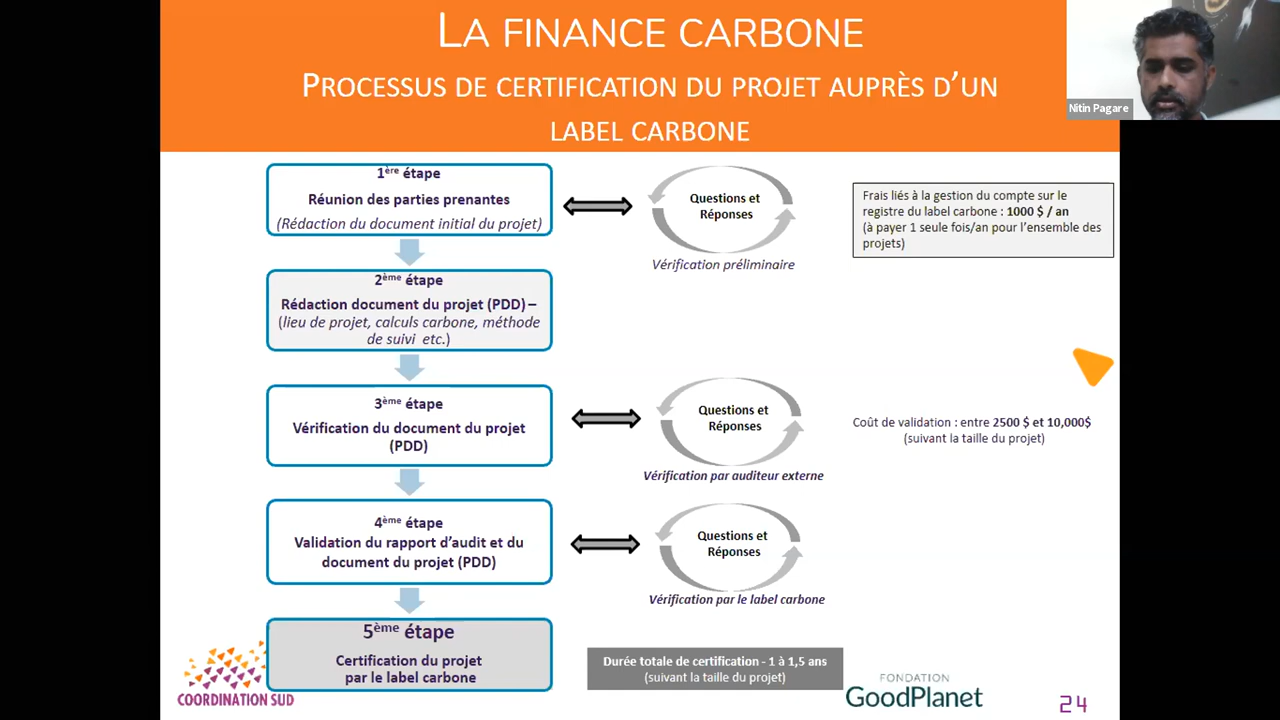 LA FINANCE CARBONE
PROCESSUS DE CERTIFICATION DU PROJET AUPRÈS D'UN
LABEL CARBONE
Nitin Pagare
1ère étape
Réunion des parties prenantes
(Rédaction du document initial du projet)
Questions et
Réponses
Vérification préliminaire
Frais liés à la gestion du compte sur le
registre du label carbone : 1000 $ / an
(à payer 1 seule fois/an pour l'ensemble des
projets)
2ème étape
Rédaction document du projet (PDD) –
(lieu de projet, calculs carbone, méthode
de suivi etc.)
3ème étape
Vérification du document du projet
(PDD)
Questions et
Réponses
Vérification par auditeur externe
Coût de validation : entre 2500 $ et 10,000$
(suivant la taille du projet)
4ème étape
Validation du rapport d'audit et du
document du projet (PDD)
Questions et
Réponses
Vérification par le label carbone
5ème étape
Certification du projet
par le label carbone
Durée totale de certification - 1 à 1,5 ans
(suivant la taille du projet)
COORDINATION SUD
FONDATION
GoodPlanet
24